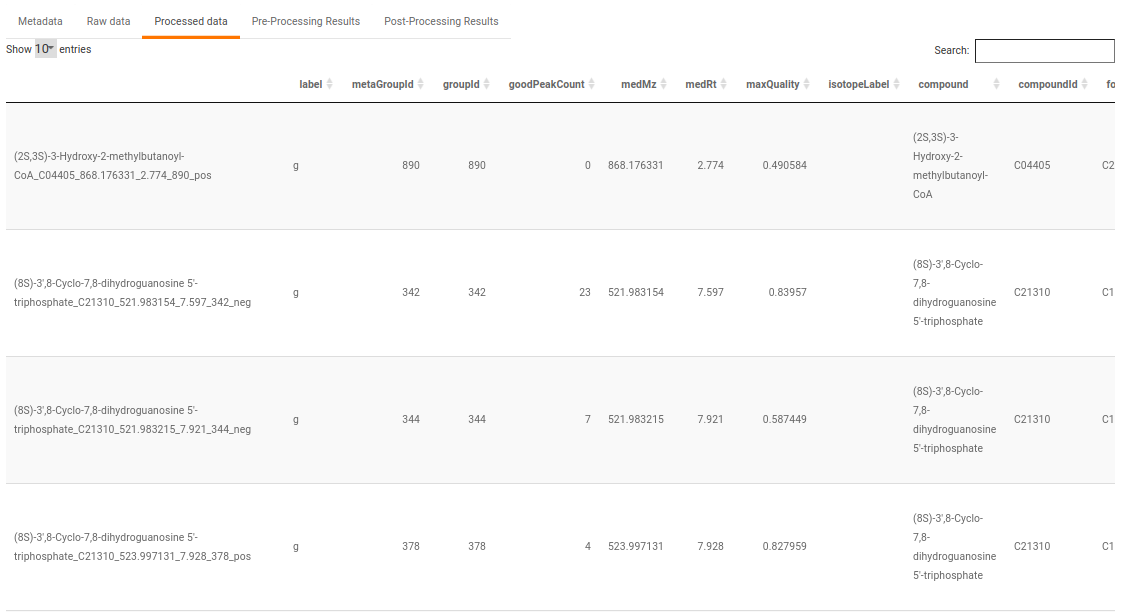 Metadata Raw data Processed data Pre-Processing Results Post-Processing Results
Show 10 entries Search:
label metaGroupId groupId goodPeakCount medMz medRt maxQuality isotopeLabel compound compoundId fo
(2S,3S)-3-
(2S,3S)-3-Hydroxy-2-methylbutanoyl- Hydroxy-2-
g 890 890 0 868.176331 2.774 0.490584 C04405 C2
CoA_C04405_868.176331_2.774_890_pos methylbutanoyl-
CoA
(8S)-3',8-Cyclo-
(8S)-3',8-Cyclo-7,8-dihydroguanosine 5'- 7,8-
g 342 342 23 521.983154 7.597 0.83957 C21310 C1
triphosphate_C21310_521.983154_7.597_342_neg dihydroguanosine
5'-triphosphate
(8S)-3',8-Cyclo-
(8S)-3',8-Cyclo-7,8-dihydroguanosine 5'- 7,8-
g 344 344 7 521.983215 7.921 0.587449 C21310 C1
triphosphate_C21310_521.983215_7.921_344_neg dihydroguanosine
5'-triphosphate
(8S)-3',8-Cyclo-
(8S)-3',8-Cyclo-7,8-dihydroguanosine 5'- 7,8-
g 378 378 4 523.997131 7.928 0.827959 C21310 C1
triphosphate_C21310_523.997131_7.928_378_pos dihydroguanosine
5'-triphosphate